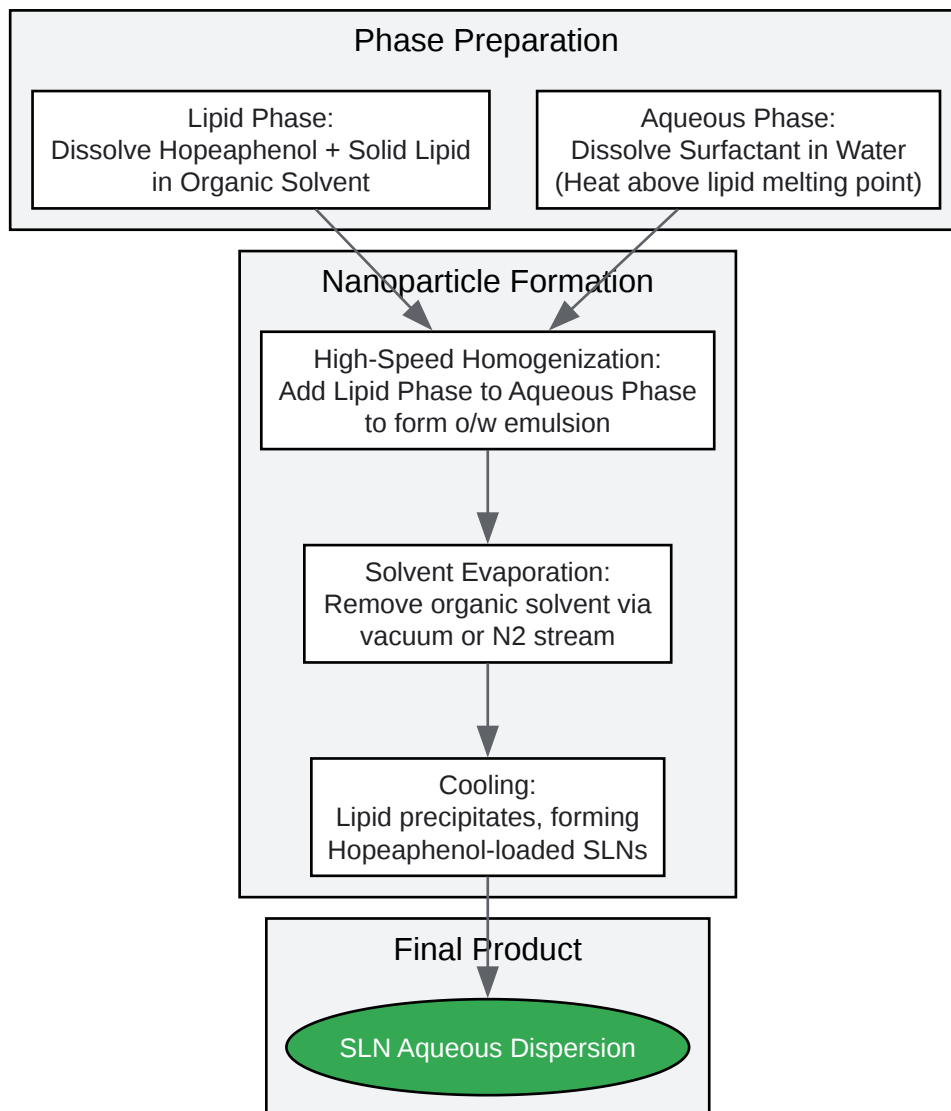 Phase Preparation
Lipid Phase:
Dissolve Hopeaphenol + Solid Lipid
in Organic Solvent
Aqueous Phase:
Dissolve Surfactant in Water
(Heat above lipid melting point)
Nanoparticle Formation
High-Speed Homogenization:
Add Lipid Phase to Aqueous Phase
to form o/w emulsion
Solvent Evaporation:
Remove organic solvent via
vacuum or N2 stream
Cooling:
Lipid precipitates, forming
Hopeaphenol-loaded SLNs
Final Product
SLN Aqueous Dispersion